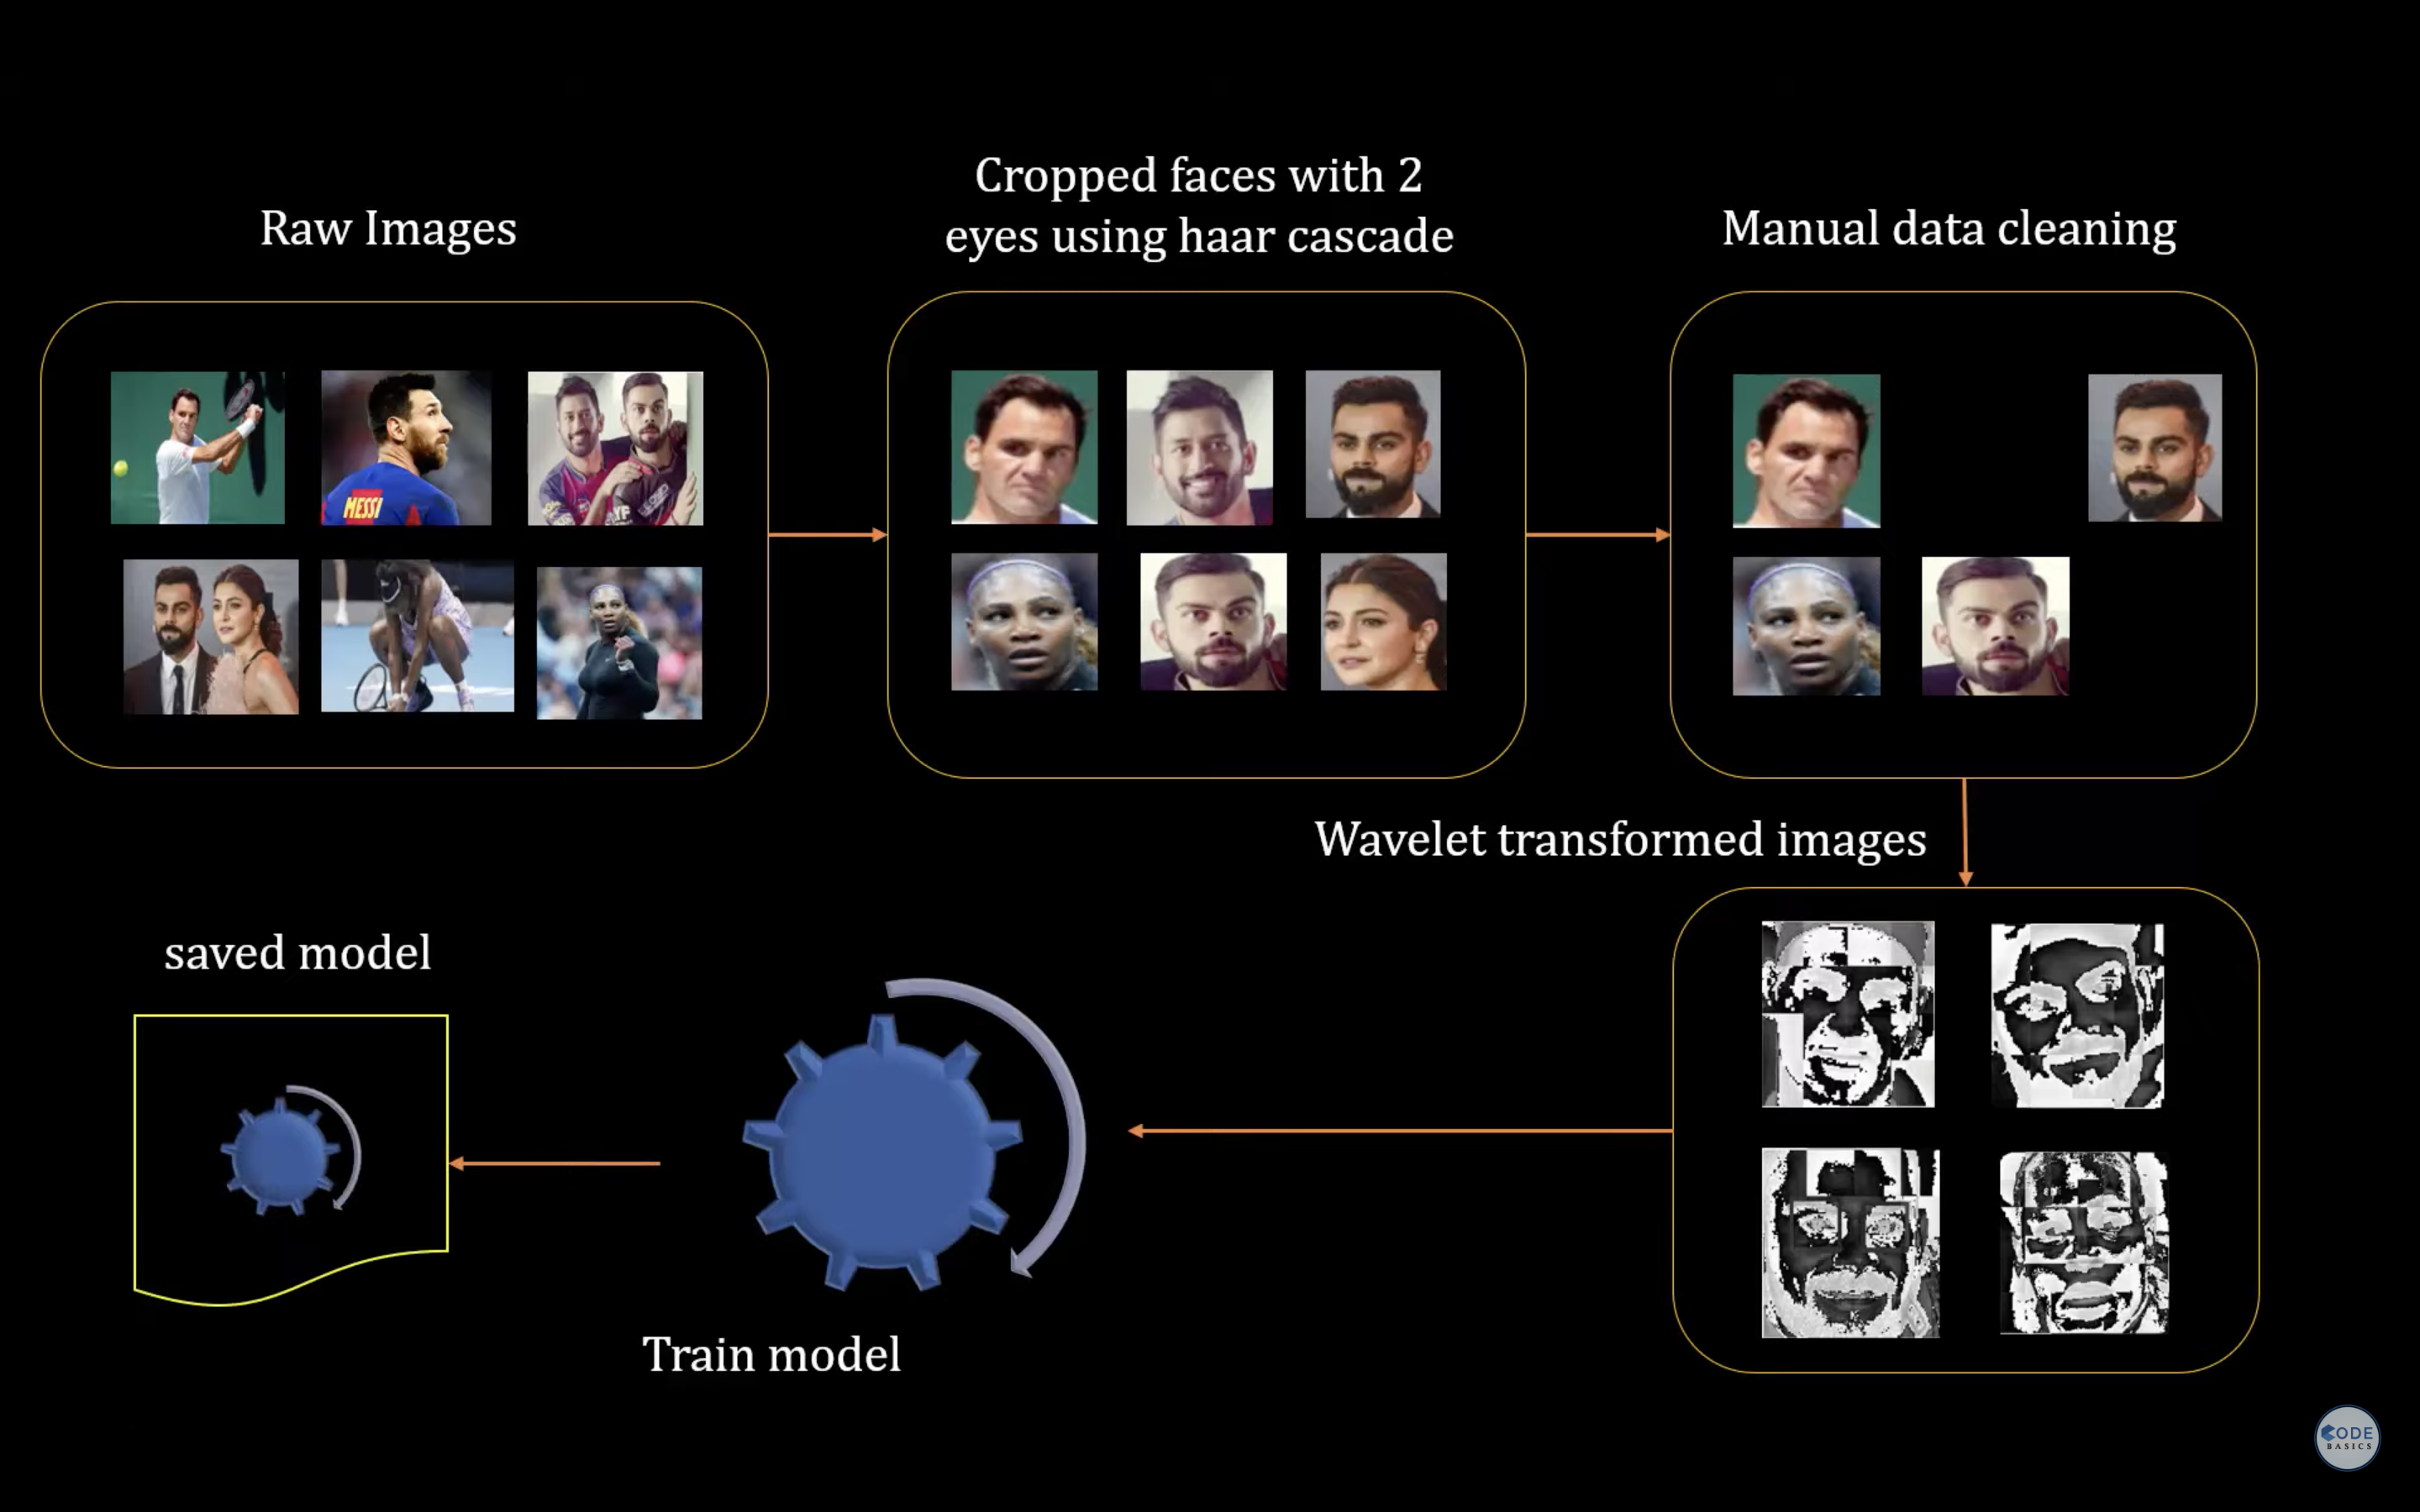 Raw Images
Cropped faces with 2
eyes using haar cascade
Manual data cleaning
MESSI
Wavelet transformed images
saved model
Train model
CODE
BASICS